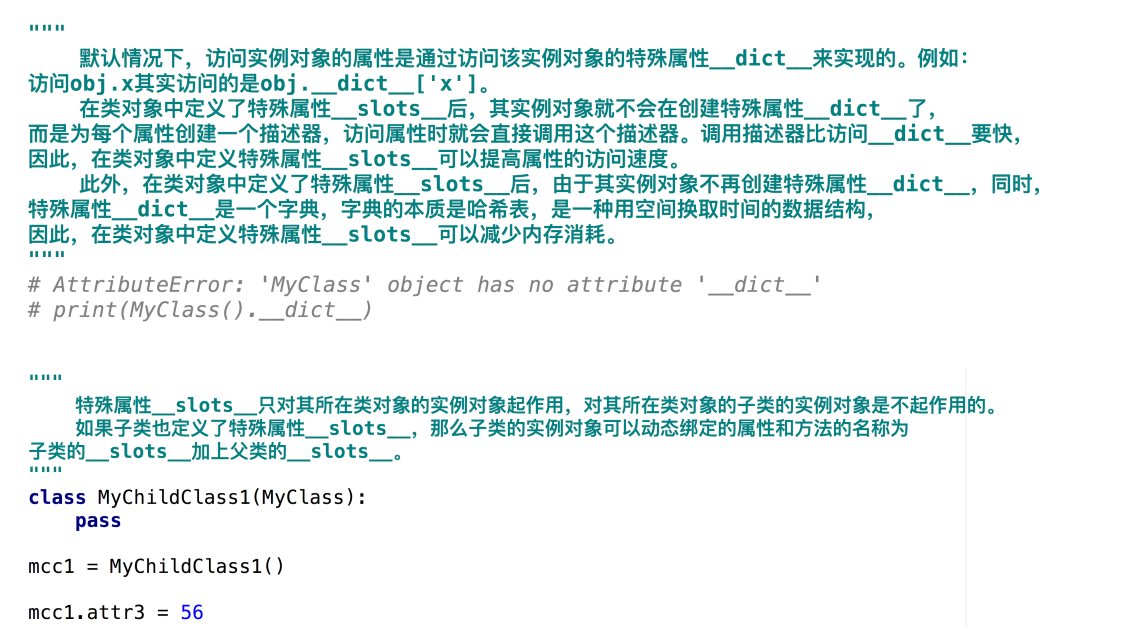 """
默认情况下，访问实例对象的属性是通过访问该实例对象的特殊属性__dict__来实现的。例如：
访问obj.x其实访问的是obj.__dict__['x']。
在类对象中定义了特殊属性__slots__后，其实例对象就不会在创建特殊属性__dict__了，
而是为每个属性创建一个描述器，访问属性时就会直接调用这个描述器。调用描述器比访问__dict__要快，
因此，在类对象中定义特殊属性__slots__可以提高属性的访问速度。
此外，在类对象中定义了特殊属性__slots__后，由于其实例对象不再创建特殊属性__dict__，同时，
特殊属性__dict__是一个字典，字典的本质是哈希表，是一种用空间换取时间的数据结构，
因此，在类对象中定义特殊属性__slots__可以减少内存消耗。
"""
# AttributeError: 'MyClass' object has no attribute '__dict__'
# print(MyClass().__dict__)
"""
特殊属性__slots__只对其所在类对象的实例对象起作用，对其所在类对象的子类的实例对象是不起作用的。
如果子类也定义了特殊属性__slots__，那么子类的实例对象可以动态绑定的属性和方法的名称为
子类的__slots__加上父类的__slots__。
"""
class MyChildClass1(MyClass):
pass
mcc1 = MyChildClass1()
mcc1.attr3 = 56